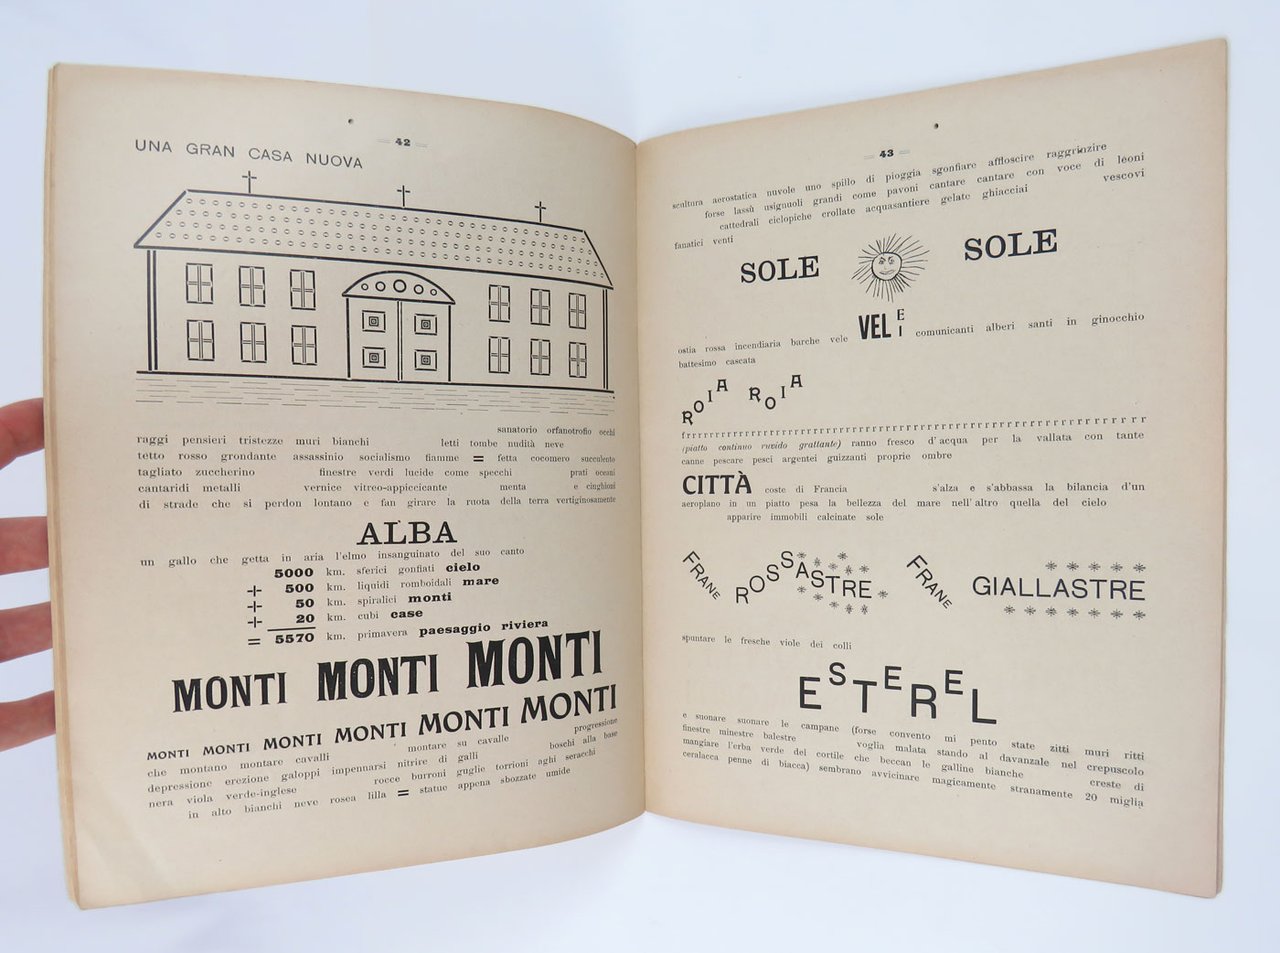 42
UNA GRAN CASA NUOVA
sanatorio orfanotrofio occhi
raggi pensieri tristezze muri bianchi letti tombe nudità neve
tetto rosso grondante assassinio socialismo fiamme = fetta cocomero succulente
tagliato zuccherino finestre verdi lucide come specchi prati oceani
cantaridi metalli vernice vitreo-appiccicante menta e cinghioni
di strade che si perdon lontano e fan girare la ruota della terra vertiginosamente
ALBA
un gallo che getta in aria l'elmo insanguinato del suo canto
5000 km. sferici gonfiati cielo
+ 500 km. liquidi romboidali mare
+ 50 km. spiralici monti
+ 20 km. cubi case
= 5570 km. primavera paesaggio riviera
MONTI MONTI MONTI
MONTI MONTI MONTI MONTI MONTI MONTI
progressione
che montano montare cavalli montare su cavalle
depressione erezione galoppi impennarsi nitrire di galli boschi alla base
nera viola verde-inglese rocce burroni guglie torrioni aghi seracchi
in alto bianchi neve rosea lilla = statue appena sbozzate umide
43
scultura aerostatica nuvole uno spillo di pioggia sgonfiare affloscire raggrinzire
forse lassù usignuoli grandi come pavoni cantare cantare con voce di leoni
cattedrali ciclopiche crollate acquasantiere gelate ghiacciai vescovi
fanatici venti
SOLE SOLE
ostia rossa incendiaria barche vele VELEI comunicanti alberi santi in ginocchio
battesimo cascata
ROIA ROIA
frrrrrrrrrrrrrrrrrrrrrrrrrrrrrrrrrrrrrrrrrrrrrrrrrrrrrrrrrrrr
(piatto continuo ruvido grattante) ranno fresco d'acqua per la vallata con tante
canne pescare pesci argentei guizzanti proprie ombre
CITTÀ coste di Francia s'alza e s'abbassa la bilancia d'un
aeroplano in un piatto pesa la bellezza del mare nell'altro quella del cielo
apparire immobili calcinate sole
FRANE ROSSASTRE FRANE GIALLASTRE
spuntare le fresche viole dei colli
ESTEREL
e suonare suonare le campane (forse convento mi pento state zitti muri ritti
finestre minestre balestre voglia malata stando al davanzale nel crepuscolo
mangiare l'erba verde del cortile che beccan le galline bianche creste di
ceralacca penne di biacca) sembrano avvicinare magicamente stranamente 20 miglia